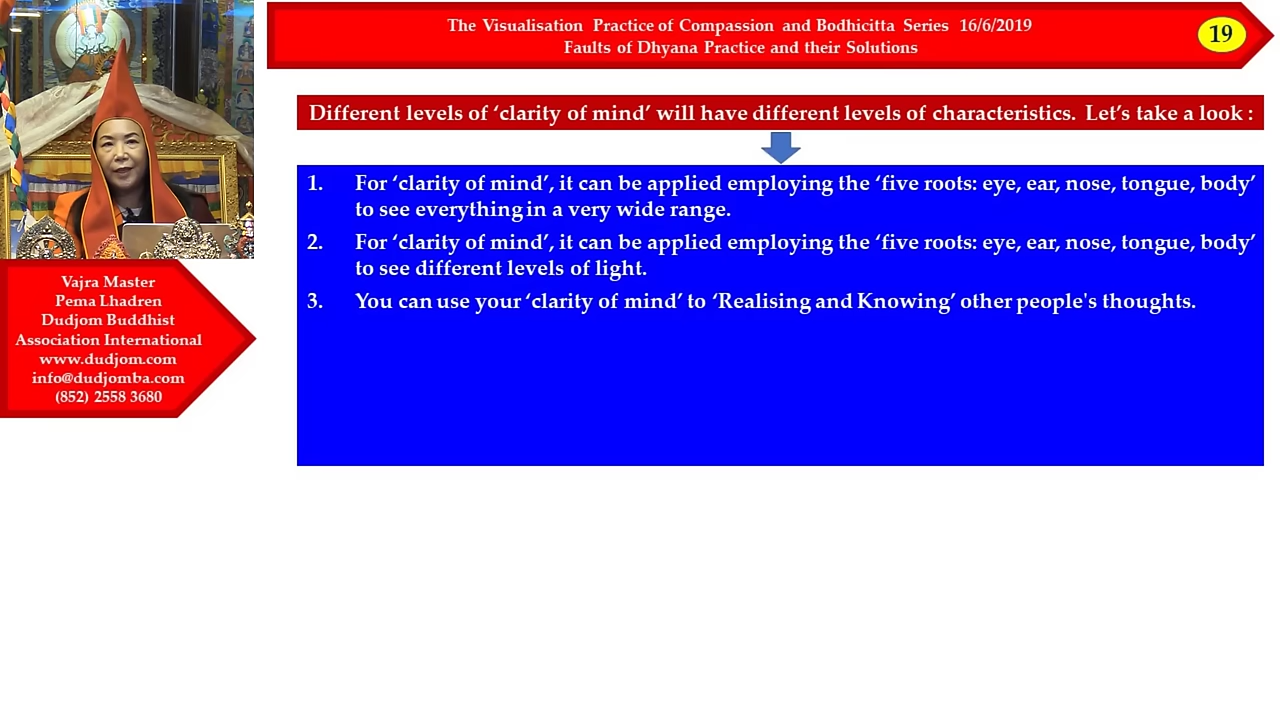 The Visualisation Practice of Compassion and Bodhicitta Series 16/6/2019
Faults of Dhyana Practice and their Solutions
19
Different levels of ‘clarity of mind’ will have different levels of characteristics. Let’s take a look :
1. For ‘clarity of mind’, it can be applied employing the ‘five roots: eye, ear, nose, tongue, body’
to see everything in a very wide range.
2. For ‘clarity of mind’, it can be applied employing the ‘five roots: eye, ear, nose, tongue, body’
to see different levels of light.
3. You can use your ‘clarity of mind’ to ‘Realising and Knowing’ other people's thoughts.
Vajra Master
Pema Lhadren
Dudjom Buddhist
Association International
www.dudjom.com
info@dudjomba.com
(852) 2558 3680